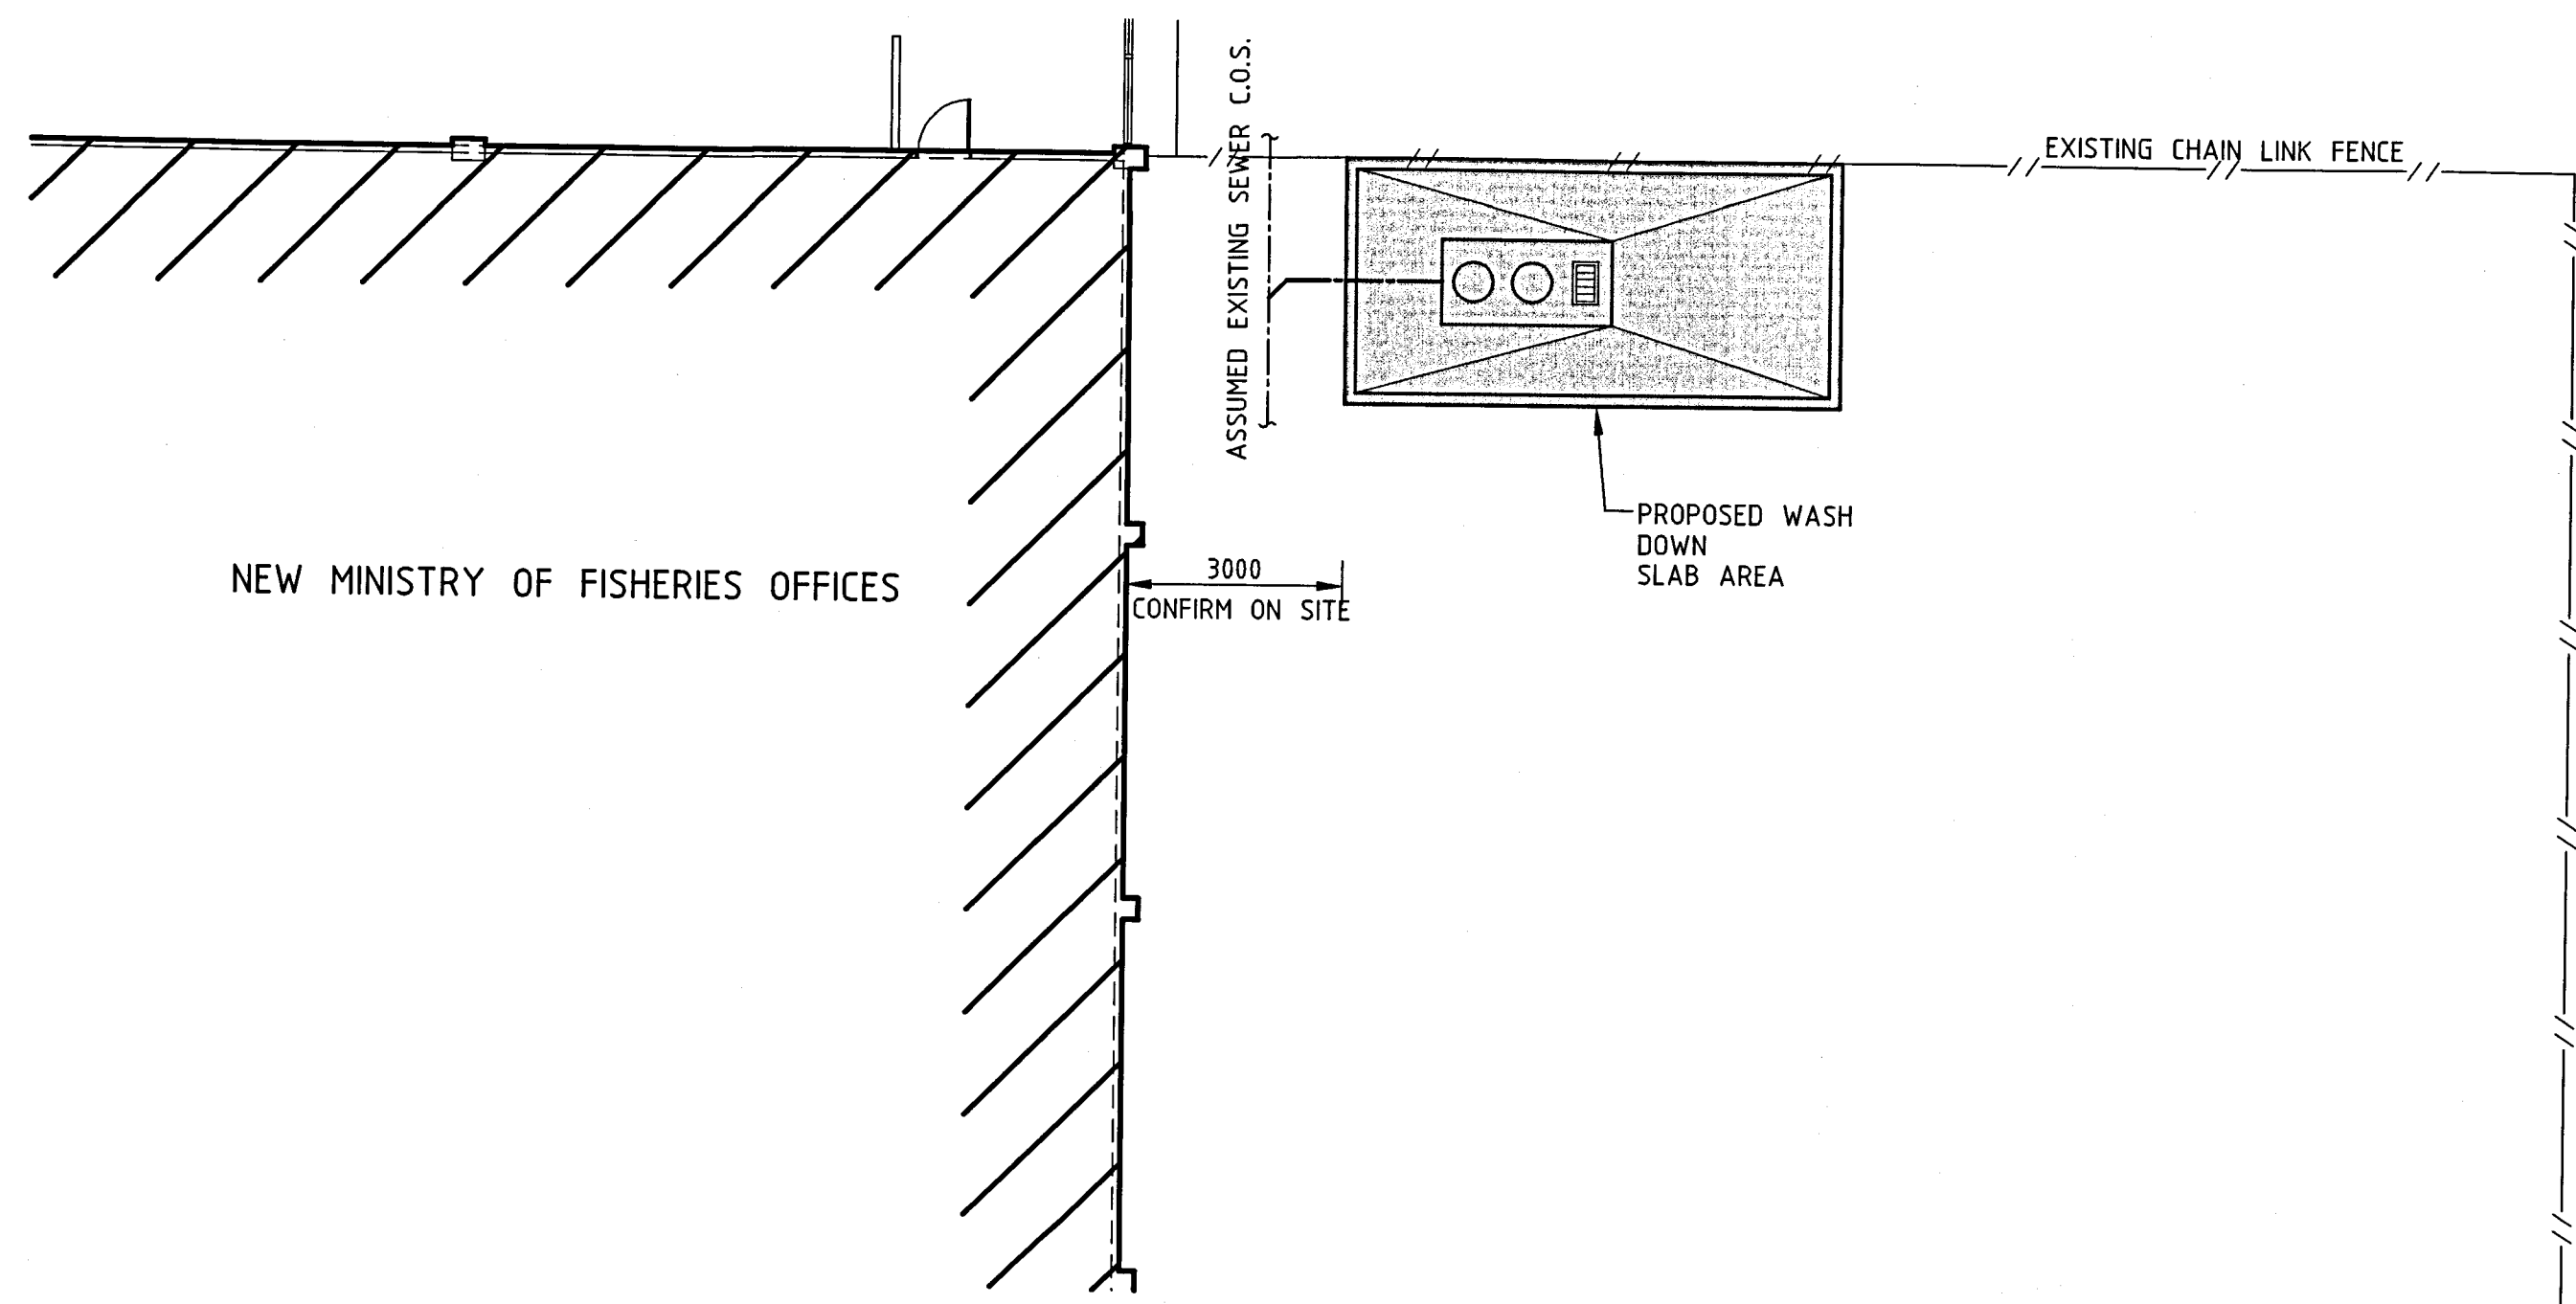 ASSUMED EXISTING SEWER C.O.S.
EXISTING CHAIN LINK FENCE
PROPOSED WASH
DOWN
SLAB AREA
NEW MINISTRY OF FISHERIES OFFICES
3000
CONFIRM ON SITE